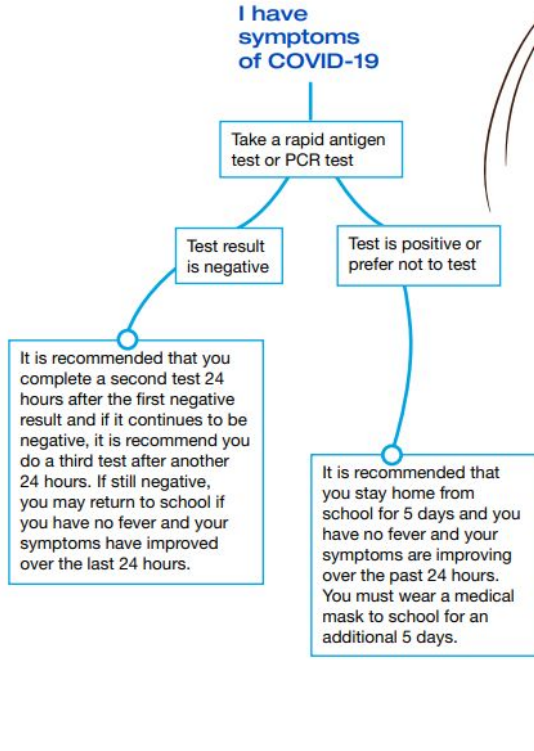 I have
symptoms
of COVID-19
Take a rapid antigen
test or PCR test
Test result
is negative
Test is positive or
prefer not to test
It is recommended that you
complete a second test 24
hours after the first negative
result and if it continues to be
negative, it is recommend you
do a third test after another
24 hours. If still negative,
you may return to school if
you have no fever and your
symptoms have improved
over the last 24 hours.
It is recommended that
you stay home from
school for 5 days and you
have no fever and your
symptoms are improving
over the past 24 hours.
You must wear a medical
mask to school for an
additional 5 days.